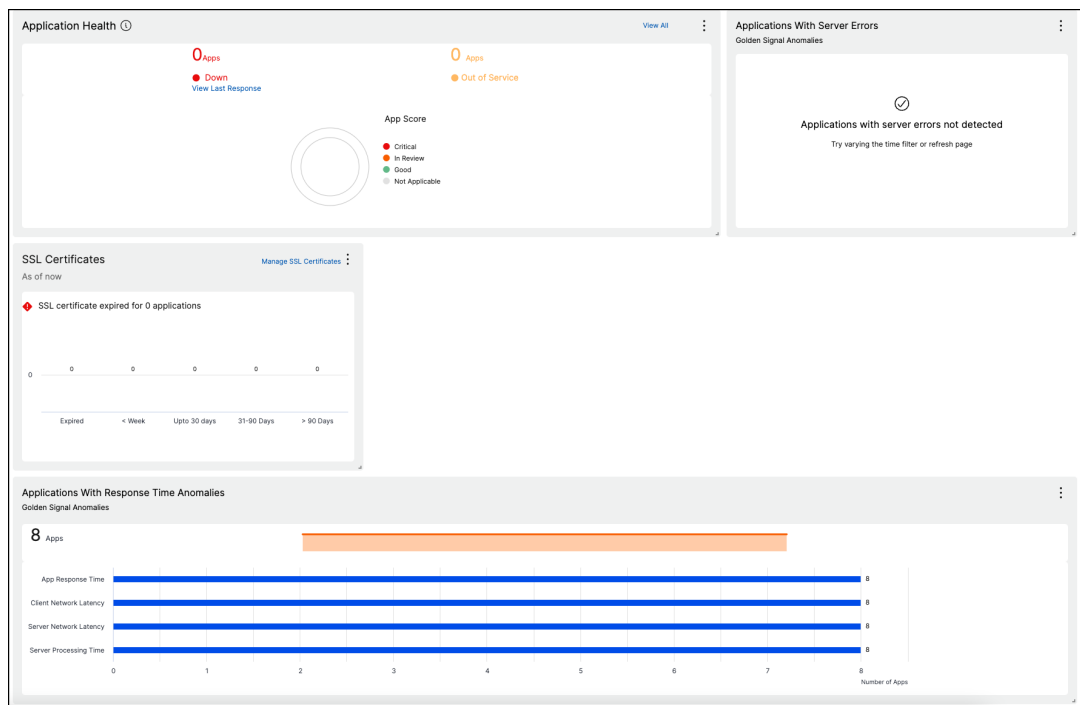 Application Health
View All
0 Apps
Down
View Last Response
0 Apps
Out of Service
App Score
Critical
In Review
Good
Not Applicable
Applications With Server Errors
Golden Signal Anomalies
Applications with server errors not detected
Try varying the time filter or refresh page
SSL Certificates
Manage SSL Certificates
As of now
SSL certificate expired for 0 applications
0 0 0 0 0
0
Expired < Week Upto 30 days 31-90 Days > 90 Days
Applications With Response Time Anomalies
Golden Signal Anomalies
8 Apps
App Response Time 8
Client Network Latency 8
Server Network Latency 8
Server Processing Time 8
0 1 2 3 4 5 6 7 8
Number of Apps